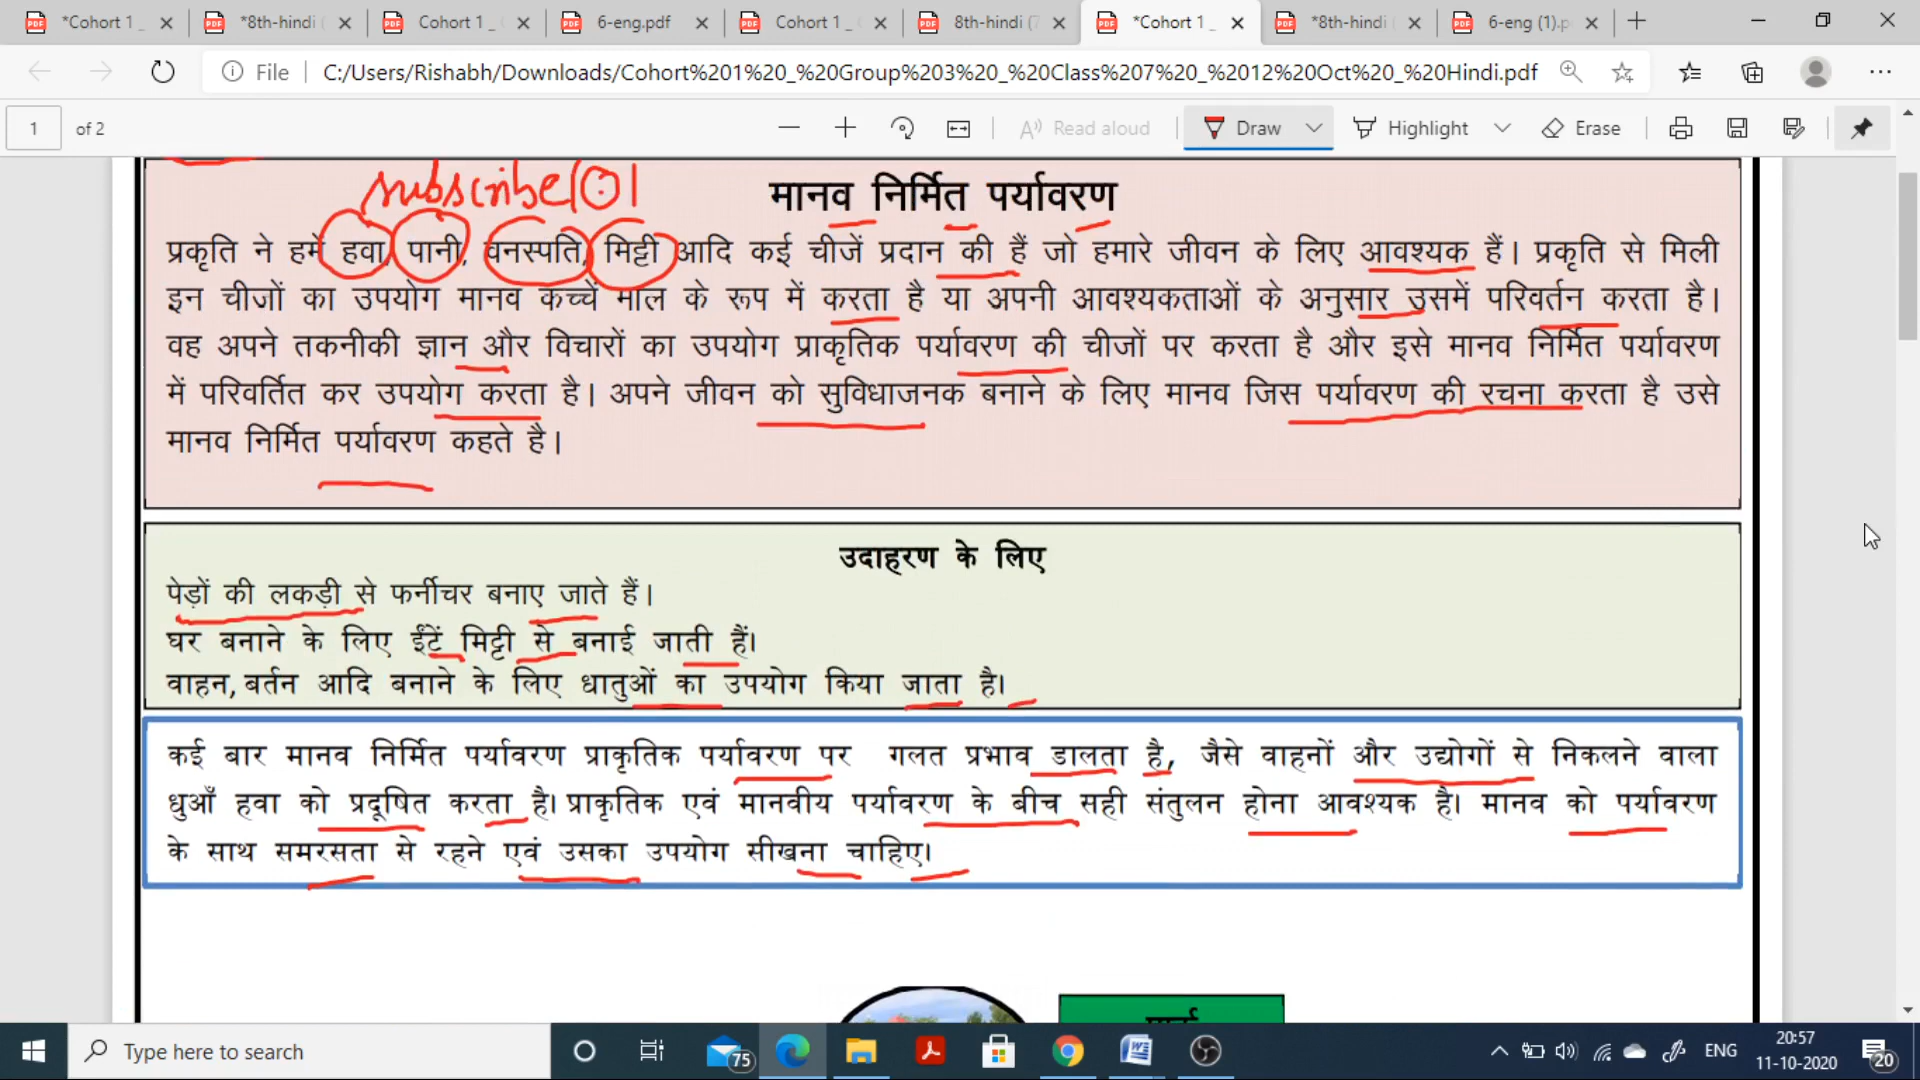 *Cohort 1 _
*8th-hindi (
Cohort 1 _
6-eng.pdf
Cohort 1 _
8th-hindi (7
*Cohort 1 _
*8th-hindi
6-eng (1).p
File
C:/Users/Rishabh/Downloads/Cohort%201%20_%20Group%203%20_%20Class%207%20_%2012%20Oct%20_%20Hindi.pdf
1 of 2
Read aloud
Draw
Highlight
Erase
subscribe
मानव निर्मित पर्यावरण
प्रकृति ने हमें हवा, पानी, वनस्पति, मिट्टी आदि कई चीजें प्रदान की हैं जो हमारे जीवन के लिए आवश्यक हैं। प्रकृति से मिली
इन चीजों का उपयोग मानव कच्चें माल के रूप में करता है या अपनी आवश्यकताओं के अनुसार उसमें परिवर्तन करता है।
वह अपने तकनीकी ज्ञान और विचारों का उपयोग प्राकृतिक पर्यावरण की चीजों पर करता है और इसे मानव निर्मित पर्यावरण
में परिवर्तित कर उपयोग करता है। अपने जीवन को सुविधाजनक बनाने के लिए मानव जिस पर्यावरण की रचना करता है उसे
मानव निर्मित पर्यावरण कहते है।
उदाहरण के लिए
पेड़ों की लकड़ी से फर्नीचर बनाए जाते हैं।
घर बनाने के लिए ईंटें मिट्टी से बनाई जाती हैं।
वाहन, बर्तन आदि बनाने के लिए धातुओं का उपयोग किया जाता है।
कई बार मानव निर्मित पर्यावरण प्राकृतिक पर्यावरण पर गलत प्रभाव डालता है, जैसे वाहनों और उद्योगों से निकलने वाला
धुआँ हवा को प्रदूषित करता है। प्राकृतिक एवं मानवीय पर्यावरण के बीच सही संतुलन होना आवश्यक है। मानव को पर्यावरण
के साथ समरसता से रहने एवं उसका उपयोग सीखना चाहिए।
Type here to search
75
ENG
20:57
11-10-2020
20